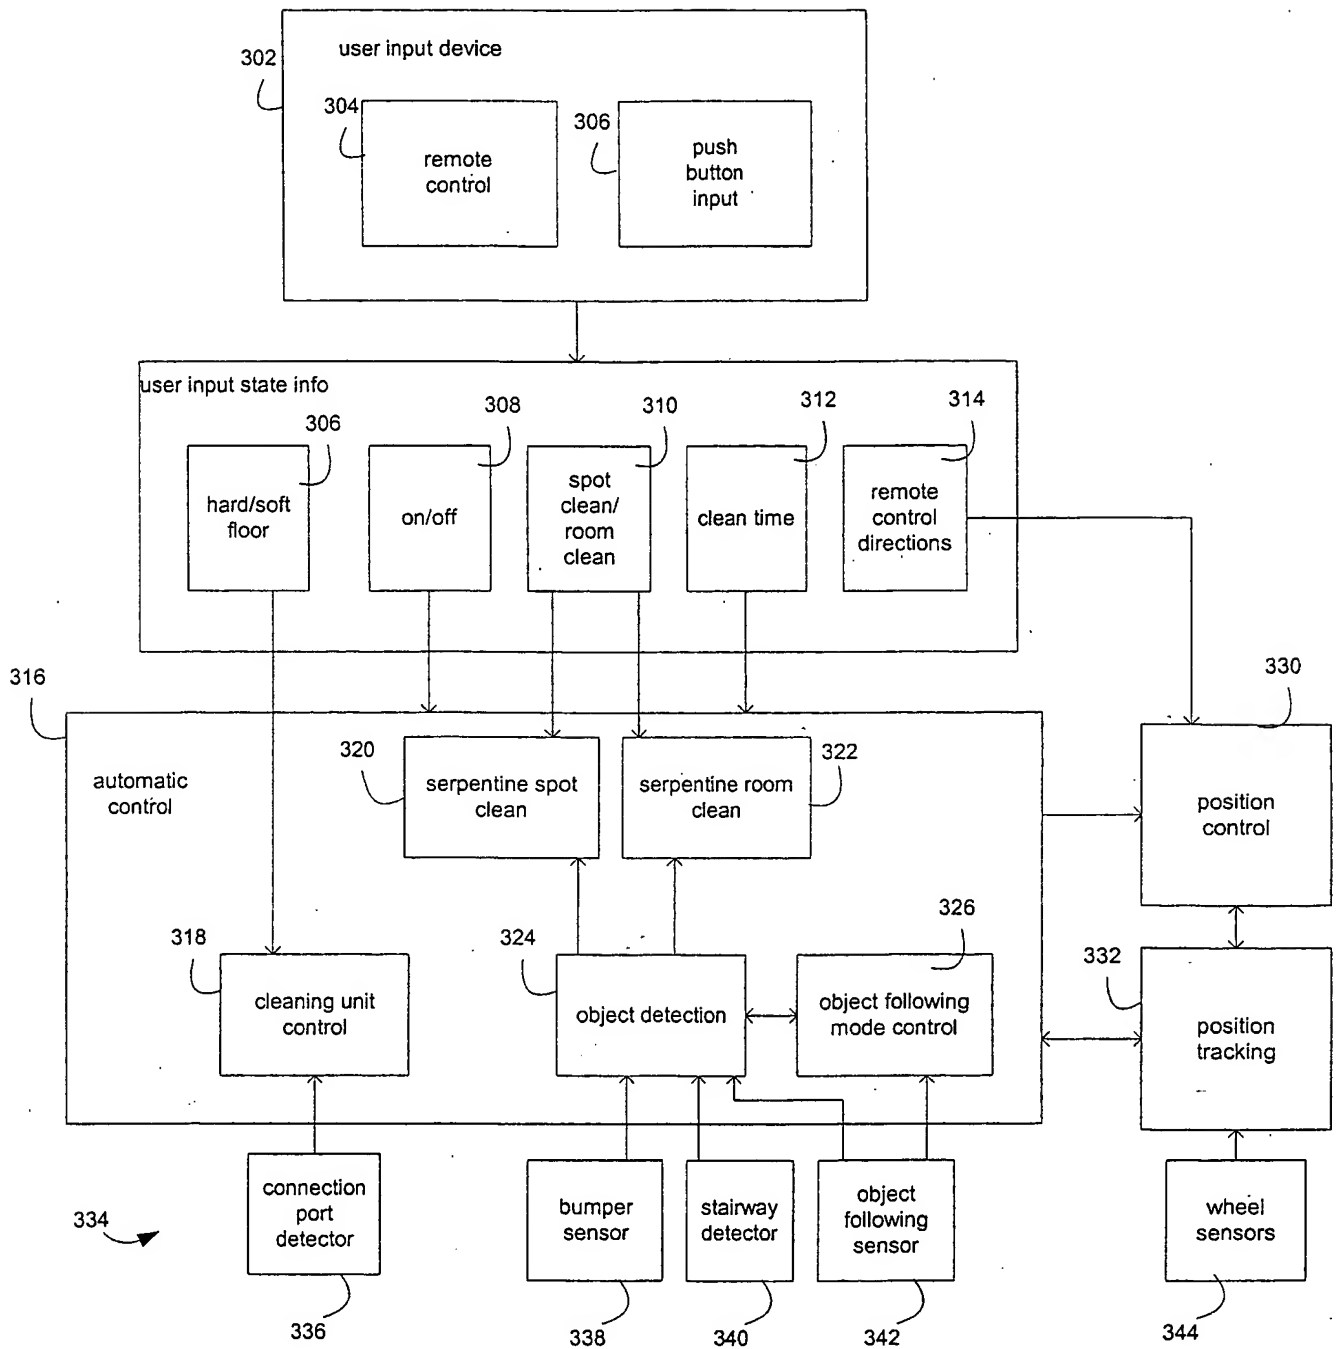 user input device
302
304
306
remote
control
push
button
input
user input state info
306
308
310
312
314
hard/soft
floor
on/off
spot
clean/
room
clean
clean time
remote
control
directions
316
330
automatic
control
320
serpentine spot
clean
serpentine room
clean
322
position
control
318
324
326
332
cleaning unit
control
object detection
object following
mode control
position
tracking
334
connection
port
detector
bumper
sensor
stairway
detector
object
following
sensor
wheel
sensors
336
338
340
342
344